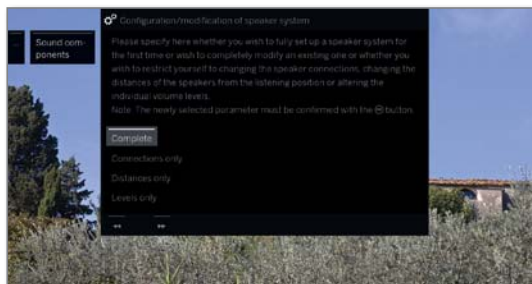 Configuration/modification of speaker system
...
Sound com-
ponents
Please specify here whether you wish to fully set up a speaker system for
the first time or wish to completely modify an existing one or whether you
wish to restrict yourself to changing the speaker connections, changing the
distances of the speakers from the listening position or altering the
individual volume levels.
Note: The newly selected parameter must be confirmed with the OK button.
Complete
Connections only
Distances only
Levels only